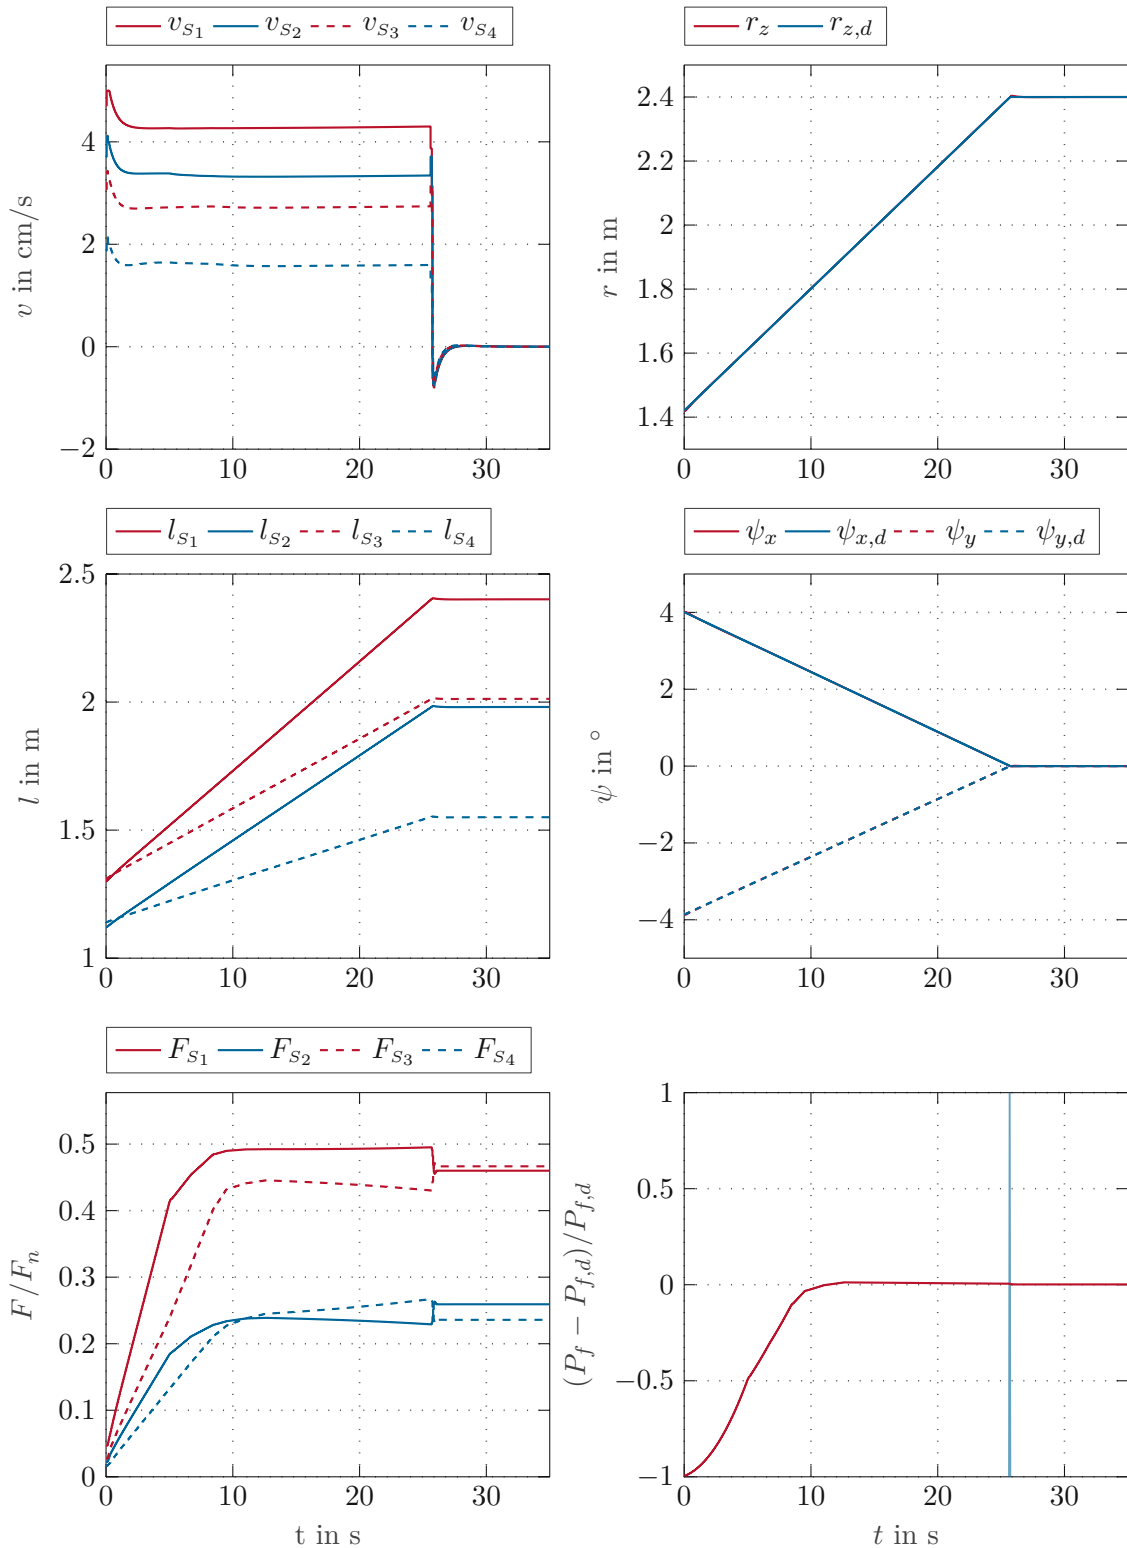 v_{S_1} v_{S_2} v_{S_3} v_{S_4}
4
2
0
−2
0 10 20 30
v in cm/s
r_z r_{z,d}
2.4
2.2
2
1.8
1.6
1.4
0 10 20 30
r in m
l_{S_1} l_{S_2} l_{S_3} l_{S_4}
2.5
2
1.5
1
0 10 20 30
l in m
ψ_x ψ_{x,d} ψ_y ψ_{y,d}
4
2
0
−2
−4
0 10 20 30
ψ in °
F_{S_1} F_{S_2} F_{S_3} F_{S_4}
0.5
0.4
0.3
0.2
0.1
0
0 10 20 30
F/F_n
t in s
1
0.5
0
−0.5
−1
0 10 20 30
(P_f − P_{f,d})/P_{f,d}
t in s